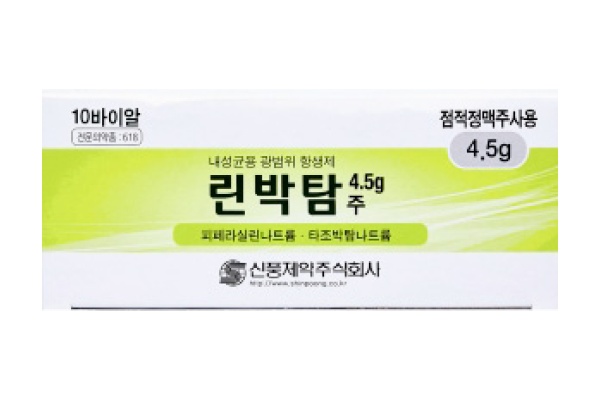 10바이알
전문의약품 : 618
점적정맥주사용
4.5g
내성균용 광범위 항생제
린박탐 주 4.5g
피페라실린나트륨 · 타조박탐나트륨
신풍제약주식회사
http://www.shinpoong.co.kr